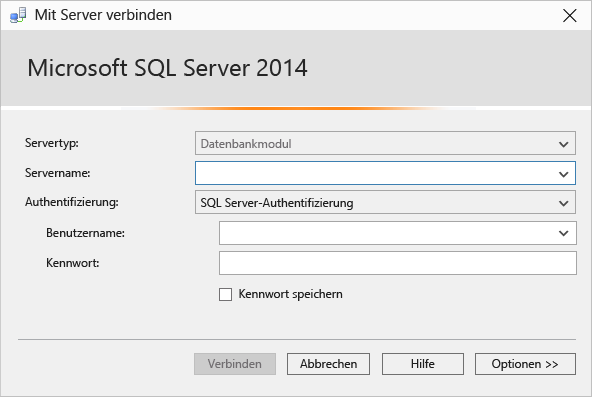 Mit Server verbinden
Microsoft SQL Server 2014
Servertyp: Datenbankmodul
Servername:
Authentifizierung: SQL Server-Authentifizierung
Benutzername:
Kennwort:
Kennwort speichern
Verbinden Abbrechen Hilfe Optionen >>